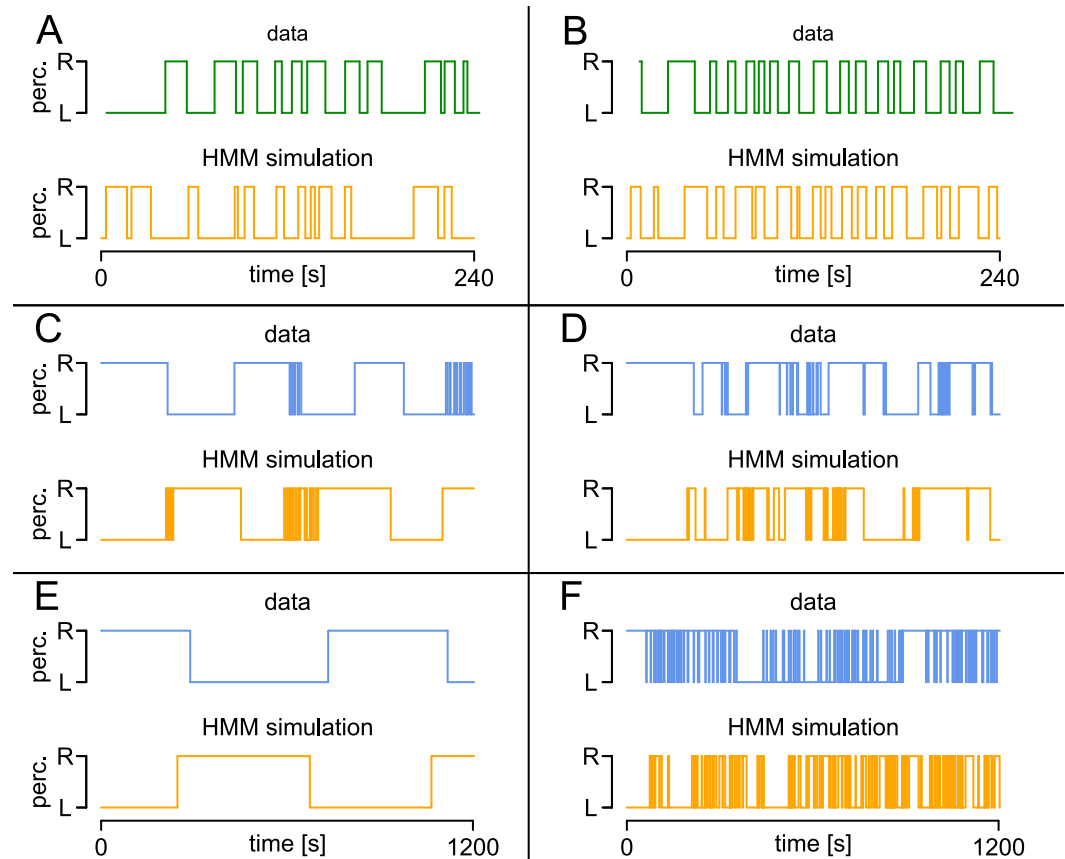 A
data
perc.
R
L
HMM simulation
perc.
R
L
0
time [s]
240
B
data
R
L
HMM simulation
R
L
0
time [s]
240
C
data
perc.
R
L
HMM simulation
perc.
R
L
D
data
R
L
HMM simulation
R
L
E
data
perc.
R
L
HMM simulation
perc.
R
L
0
time [s]
1200
F
data
R
L
HMM simulation
R
L
0
time [s]
1200